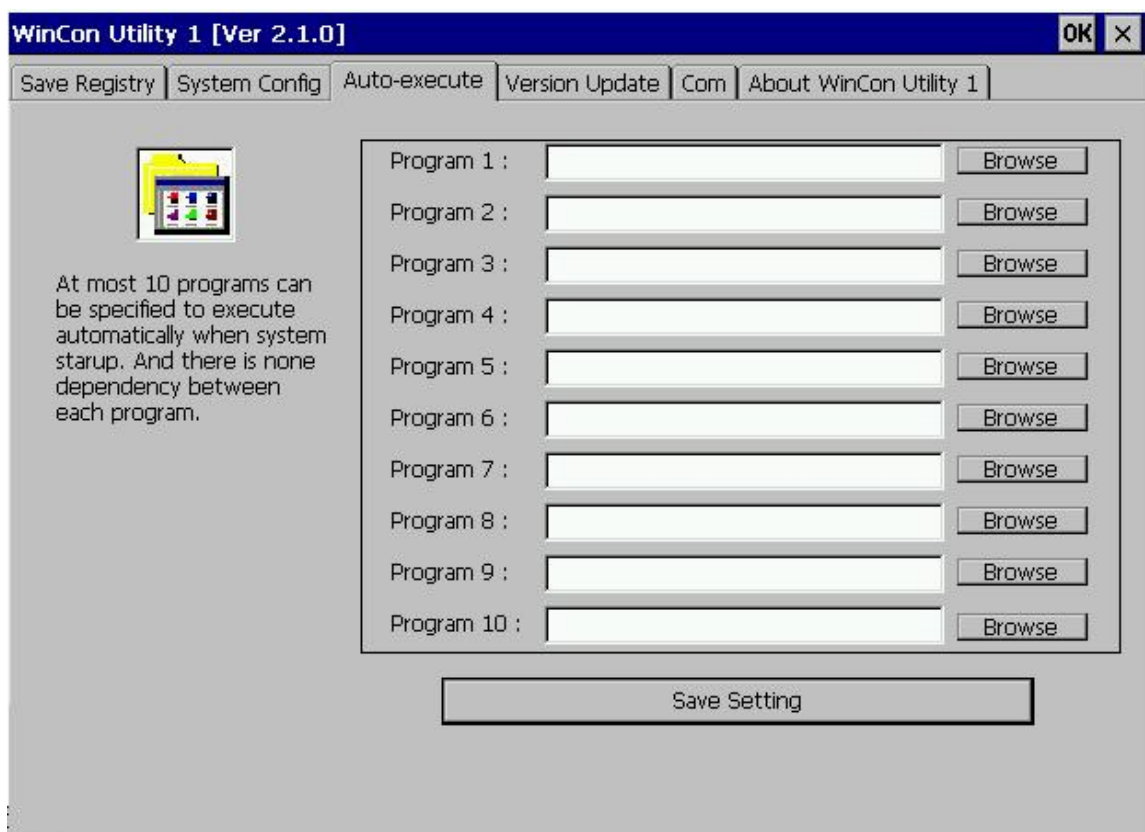 WinCon Utility 1 [Ver 2.1.0] OK ×
Save Registry System Config Auto-execute Version Update Com About WinCon Utility 1
At most 10 programs can
be specified to execute
automatically when system
starup. And there is none
dependency between
each program.
Program 1 : Browse
Program 2 : Browse
Program 3 : Browse
Program 4 : Browse
Program 5 : Browse
Program 6 : Browse
Program 7 : Browse
Program 8 : Browse
Program 9 : Browse
Program 10 : Browse
Save Setting